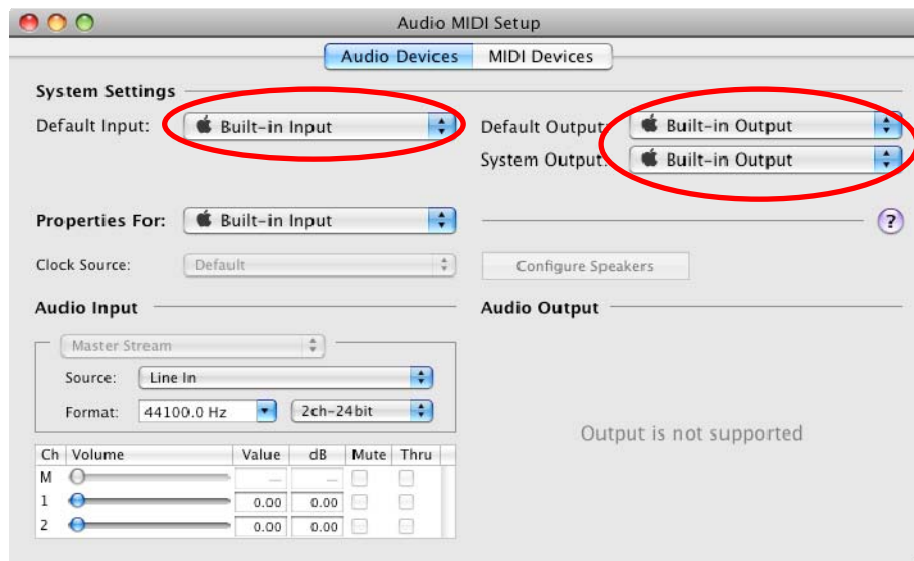 Audio MIDI Setup
Audio Devices MIDI Devices
System Settings
Default Input: Built-in Input
Default Output: Built-in Output
System Output: Built-in Output
Properties For: Built-in Input
?
Clock Source: Default
Configure Speakers
Audio Input
Audio Output
Master Stream
Source: Line In
Format: 44100.0 Hz 2ch-24bit
Output is not supported
Ch Volume Value dB Mute Thru
M — —
1 0.00 0.00
2 0.00 0.00